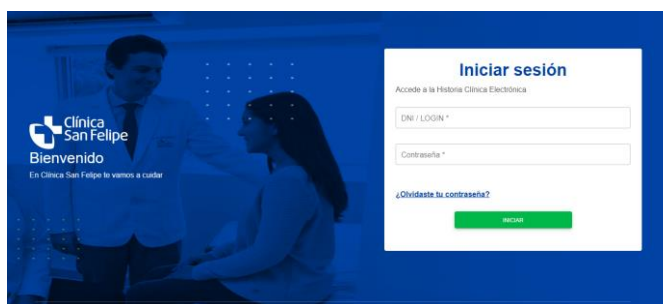 Clínica
San Felipe
Bienvenido
En Clínica San Felipe te vamos a cuidar
Iniciar sesión
Accede a la Historia Clínica Electrónica
DNI / LOGIN *
Contraseña *
¿Olvidaste tu contraseña?
INICIAR